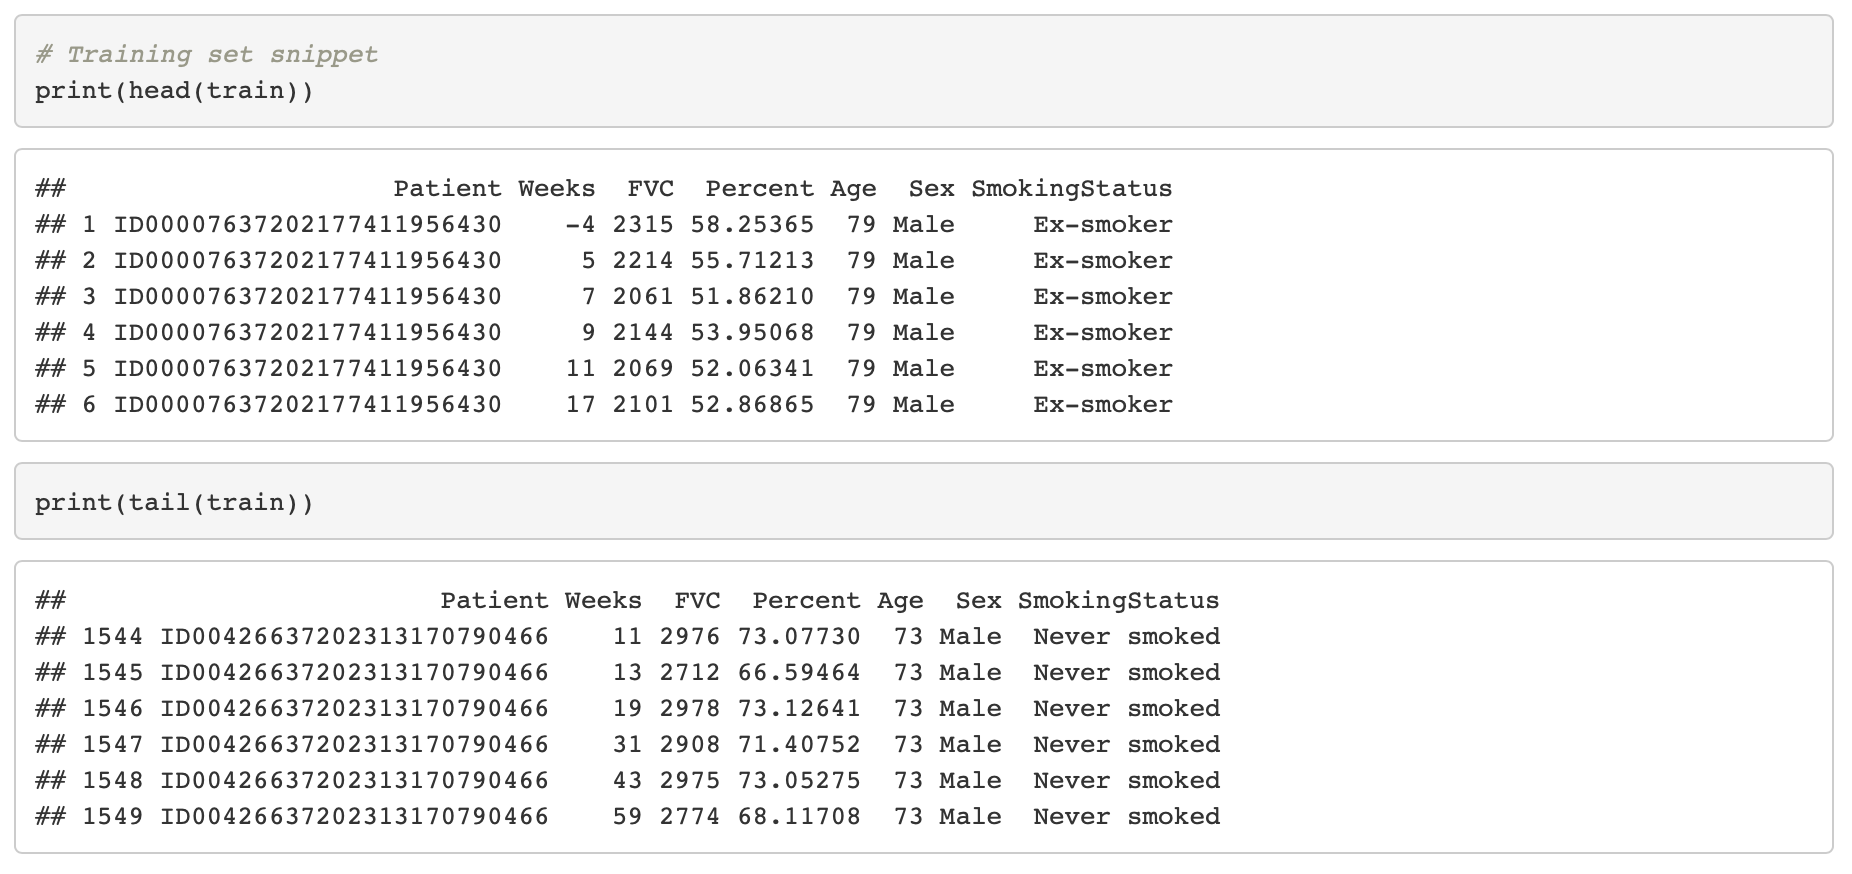 # Training set snippet
print(head(train))
##                     Patient Weeks  FVC  Percent Age  Sex SmokingStatus
## 1 ID00007637202177411956430    -4 2315 58.25365  79 Male     Ex-smoker
## 2 ID00007637202177411956430     5 2214 55.71213  79 Male     Ex-smoker
## 3 ID00007637202177411956430     7 2061 51.86210  79 Male     Ex-smoker
## 4 ID00007637202177411956430     9 2144 53.95068  79 Male     Ex-smoker
## 5 ID00007637202177411956430    11 2069 52.06341  79 Male     Ex-smoker
## 6 ID00007637202177411956430    17 2101 52.86865  79 Male     Ex-smoker
print(tail(train))
##                        Patient Weeks  FVC  Percent Age  Sex SmokingStatus
## 1544 ID00426637202313170790466    11 2976 73.07730  73 Male  Never smoked
## 1545 ID00426637202313170790466    13 2712 66.59464  73 Male  Never smoked
## 1546 ID00426637202313170790466    19 2978 73.12641  73 Male  Never smoked
## 1547 ID00426637202313170790466    31 2908 71.40752  73 Male  Never smoked
## 1548 ID00426637202313170790466    43 2975 73.05275  73 Male  Never smoked
## 1549 ID00426637202313170790466    59 2774 68.11708  73 Male  Never smoked